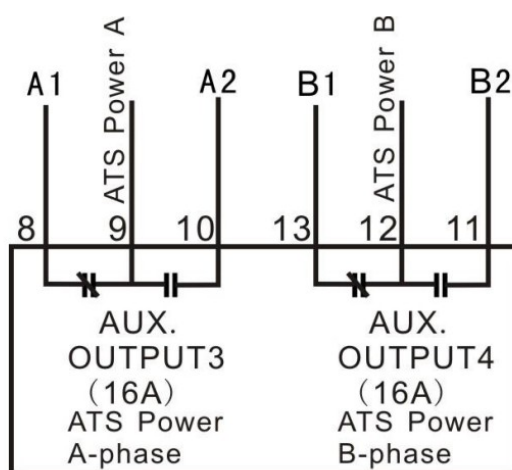 A1
ATS Power A
A2
B1
ATS Power B
B2
8
9
10
13
12
11
AUX.
OUTPUT3
(16A)
ATS Power
A-phase
AUX.
OUTPUT4
(16A)
ATS Power
B-phase